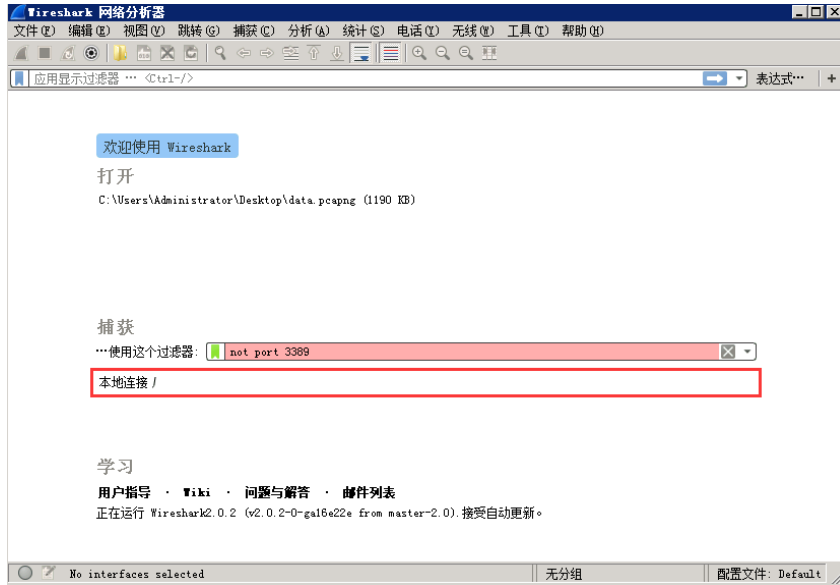 Wireshark 网络分析器
文件(F) 编辑(E) 视图(V) 跳转(G) 捕获(C) 分析(A) 统计(S) 电话(Y) 无线(W) 工具(T) 帮助(H)
应用显示过滤器 … <Ctrl-/> 表达式… +
欢迎使用 Wireshark
打开
C:\Users\Administrator\Desktop\data.pcapng (1190 KB)
捕获
…使用这个过滤器: not port 3389
本地连接
学习
用户指导 · Wiki · 问题与解答 · 邮件列表
正在运行 Wireshark2.0.2 (v2.0.2-0-ga16e22e from master-2.0).接受自动更新。
No interfaces selected 无分组 配置文件: Default